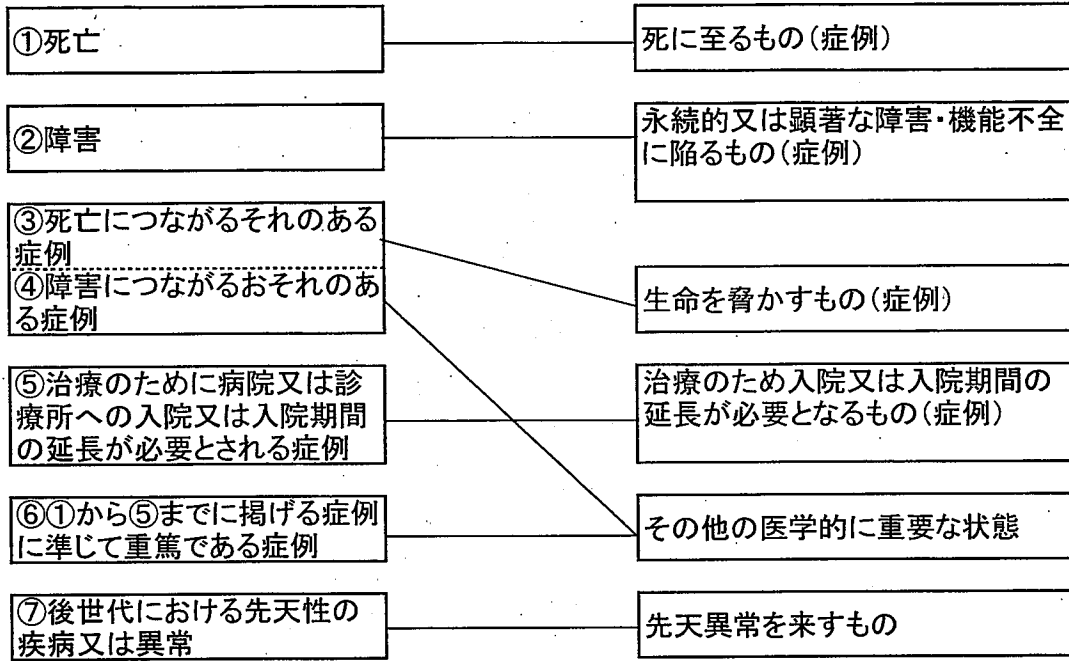 ①死亡
死に至るもの(症例)
②障害
永続的又は顕著な障害・機能不全
に陥るもの(症例)
③死亡につながるそれのある
症例
④障害につながるおそれのあ
る症例
生命を脅かすもの(症例)
⑤治療のために病院又は診
療所への入院又は入院期間
の延長が必要とされる症例
治療のため入院又は入院期間の
延長が必要となるもの(症例)
⑥①から⑤までに掲げる症例
に準じて重篤である症例
その他の医学的に重要な状態
⑦後世代における先天性の
疾病又は異常
先天異常を来すもの